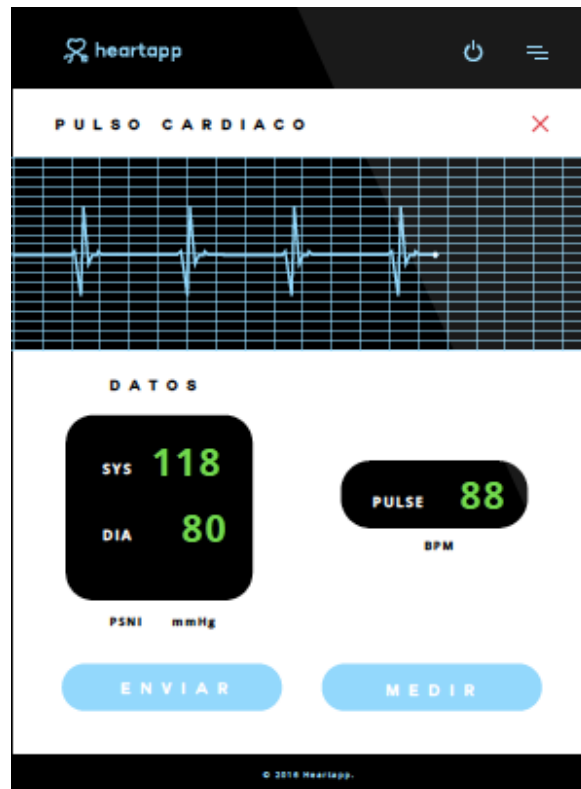 heartapp
PULSO CARDIACO
DATOS
SYS 118
DIA 80
PULSE 88
BPM
PSNI mmHg
ENVIAR
MEDIR
© 2016 Heartapp.